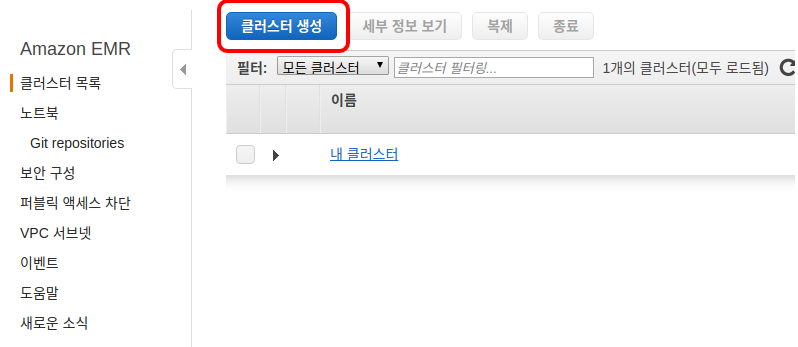 Amazon EMR
클러스터 목록
노트북
Git repositories
보안 구성
퍼블릭 액세스 차단
VPC 서브넷
이벤트
도움말
새로운 소식
클러스터 생성 세부 정보 보기 복제 종료
필터: 모든 클러스터 클러스터 필터링... 1개의 클러스터(모두 로드됨)
이름
내 클러스터